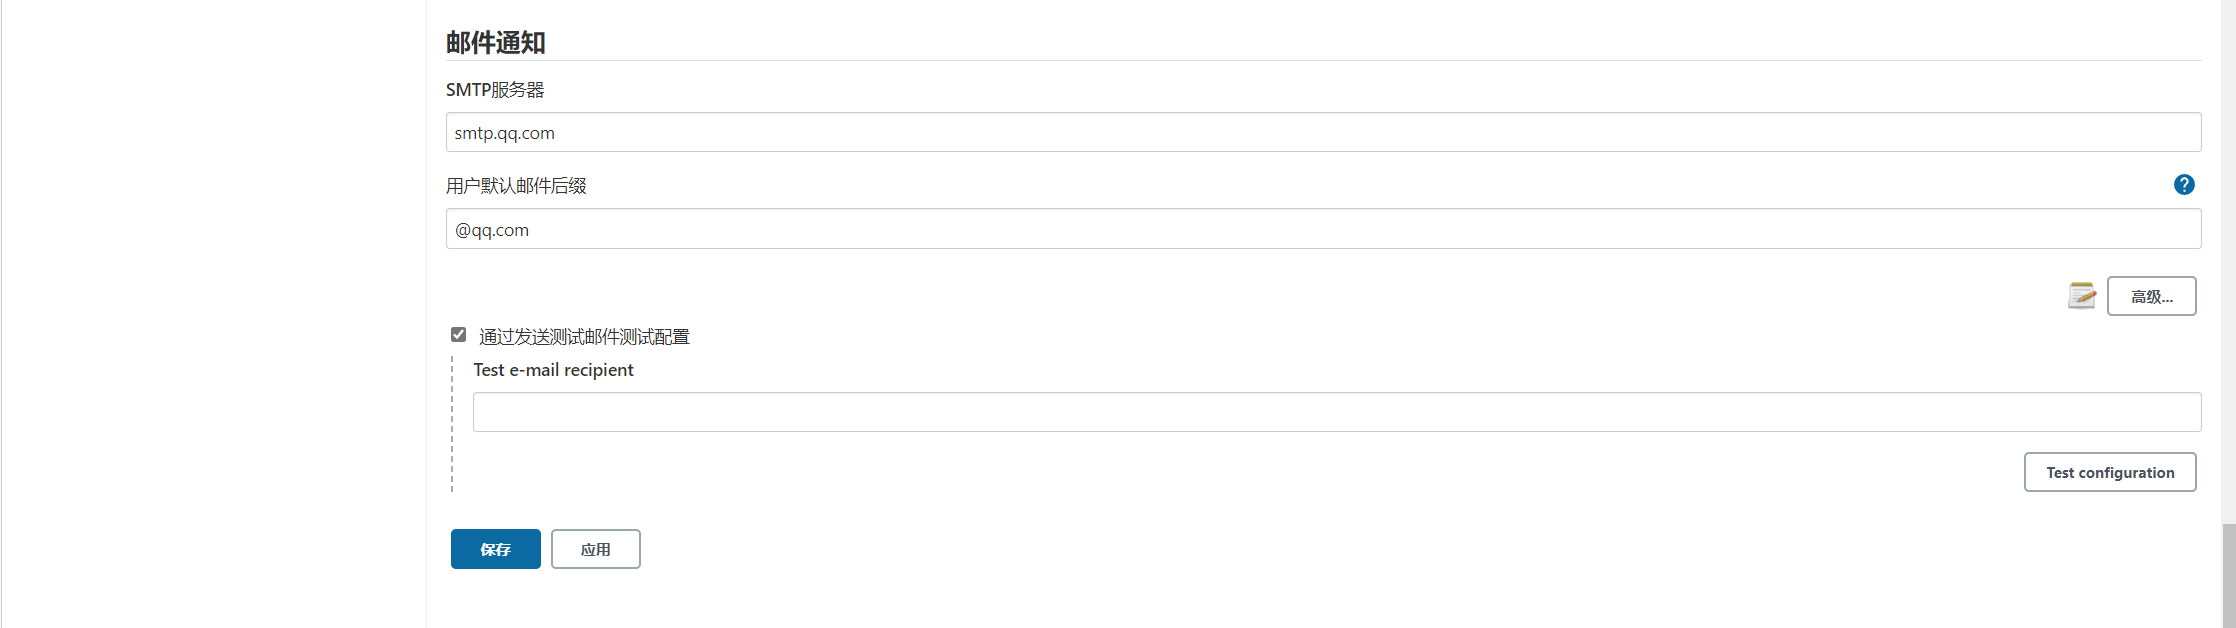 邮件通知
SMTP服务器
smtp.qq.com
用户默认邮件后缀
?
@qq.com
高级...
通过发送测试邮件测试配置
Test e-mail recipient
Test configuration
保存 应用